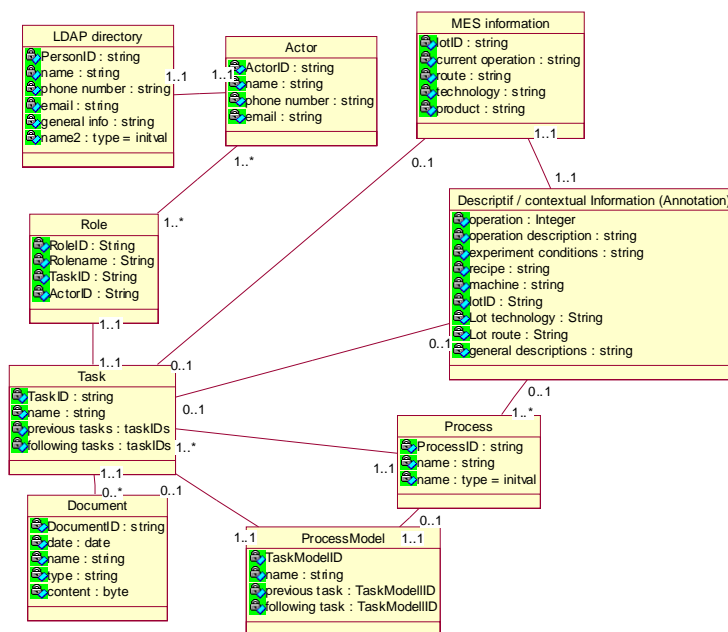 LDAP directory
PersonID : string
name : string
phone number : string
email : string
general info : string
name2 : type = initval
1..1
Actor
ActorID : string
name : string
phone number : string
email : string
1..1
1..*
MES information
lotID : string
current operation : string
route : string
technology : string
product : string
0..1
1..1
1..1
Descriptif / contextual Information (Annotation)
operation : Integer
operation description : string
experiment conditions : string
recipe : string
machine : string
lotID : String
Lot technology : String
Lot route : String
general descriptions : string
0..1
0..1
1..*
Role
RoleID : String
Rolename : String
TaskID : String
ActorID : String
1..*
1..1
1..1
Task
TaskID : string
name : string
previous tasks : taskIDs
following tasks : taskIDs
0..1
0..1
1..*
1..1
0..1
Process
ProcessID : string
name : string
name : type = initval
1..1
0..1
0..*
Document
DocumentID : string
date : date
name : string
type : string
content : byte
1..1
1..1
ProcessModel
TaskModelID
name : string
previous task : TaskModelIID
following task : TaskModelIID